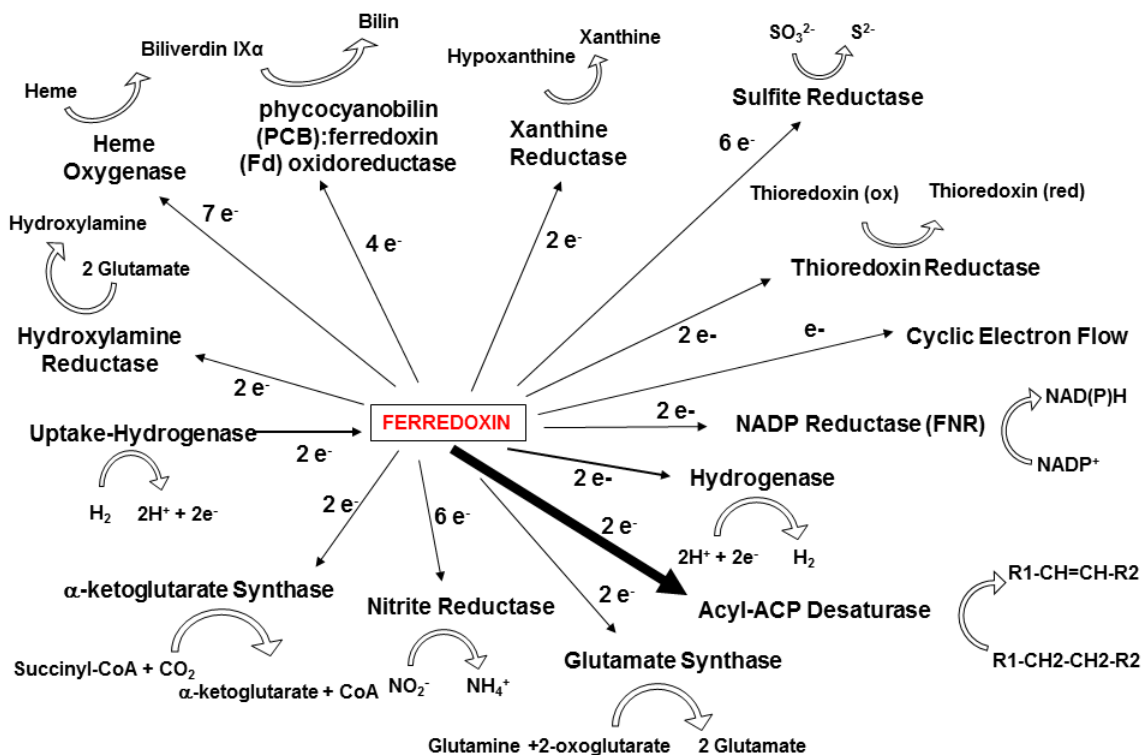 Bilin
Biliverdin IXα
Heme
Heme
Oxygenase
phycocyanobilin
(PCB):ferredoxin
(Fd) oxidoreductase
Xanthine
Hypoxanthine
Xanthine
Reductase
SO₃²⁻ S²⁻
Sulfite Reductase
7 e⁻
4 e⁻
2 e⁻
6 e⁻
Hydroxylamine
2 Glutamate
Hydroxylamine
Reductase
2 e⁻
Thioredoxin (ox) Thioredoxin (red)
Thioredoxin Reductase
2 e-
e-
Cyclic Electron Flow
FERREDOXIN
Uptake-Hydrogenase
2 e⁻
H₂ 2H⁺ + 2e⁻
2 e-
NADP Reductase (FNR)
NAD(P)H
NADP⁺
2 e-
Hydrogenase
2H⁺ + 2e⁻ H₂
2 e⁻
α-ketoglutarate Synthase
Succinyl-CoA + CO₂
α-ketoglutarate + CoA
6 e⁻
Nitrite Reductase
NO₂⁻ NH₄⁺
2 e⁻
Glutamate Synthase
Glutamine +2-oxoglutarate 2 Glutamate
2 e⁻
Acyl-ACP Desaturase
R1-CH=CH-R2
R1-CH2-CH2-R2